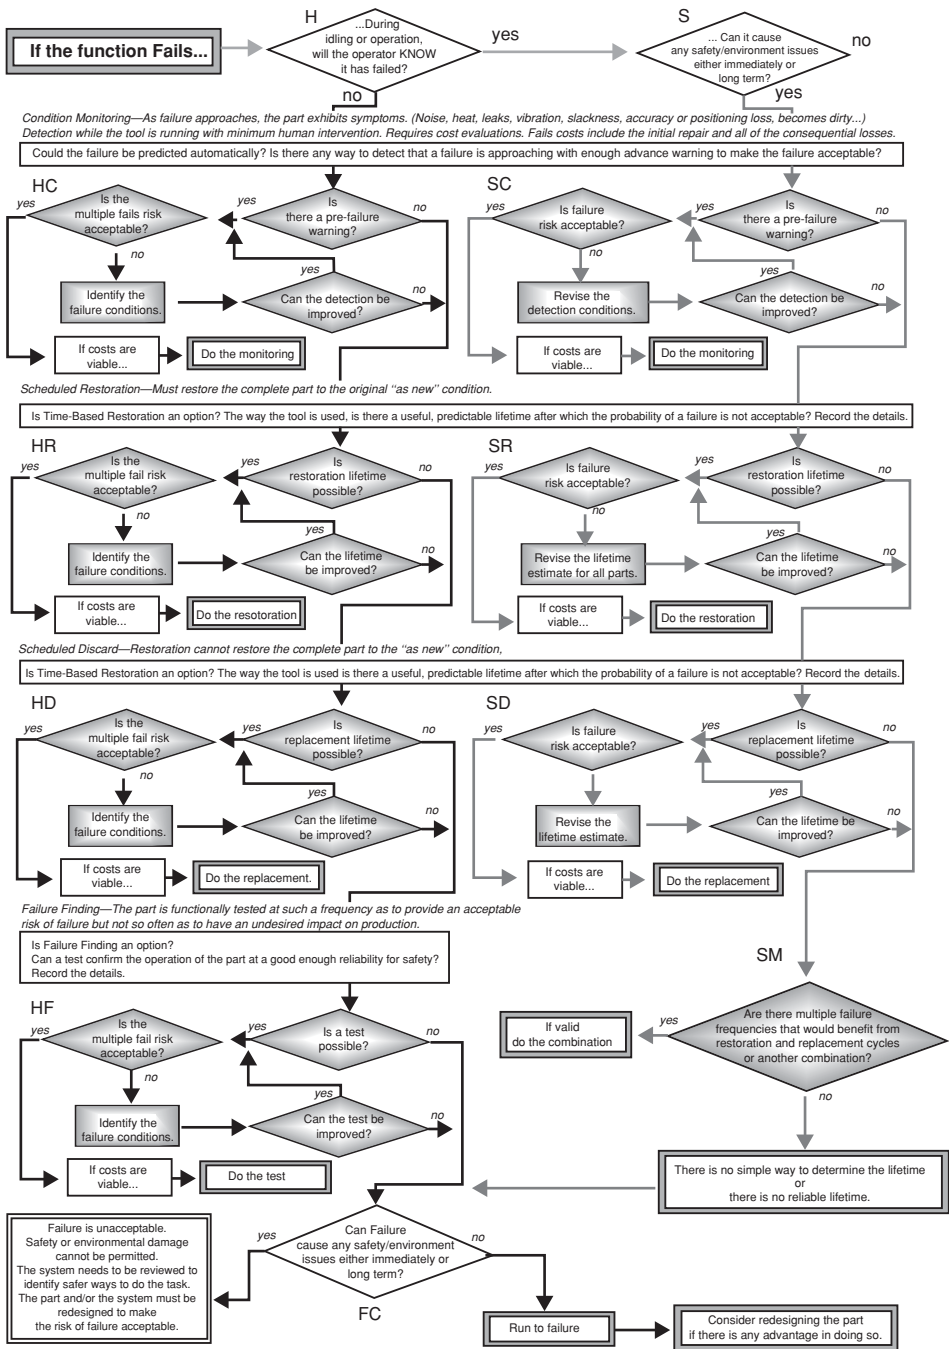 H
S
If the function Fails...
...During
idling or operation,
will the operator KNOW
it has failed?
yes
... Can it cause
any safety/environment issues
either immediately or
long term?
no
no
yes
Condition Monitoring—As failure approaches, the part exhibits symptoms. (Noise, heat, leaks, vibration, slackness, accuracy or positioning loss, becomes dirty...)
Detection while the tool is running with minimum human intervention. Requires cost evaluations. Fails costs include the initial repair and all of the consequential losses.
Could the failure be predicted automatically? Is there any way to detect that a failure is approaching with enough advance warning to make the failure acceptable?
HC
yes
Is the
multiple fails risk
acceptable?
yes
Is
there a pre-failure
warning?
no
no
yes
Identify the
failure conditions.
Can the detection be
improved?
no
If costs are
viable...
Do the monitoring
SC
yes
Is failure
risk acceptable?
yes
Is
there a pre-failure
warning?
no
no
yes
Revise the
detection conditions.
Can the detection be
improved?
no
If costs are
viable...
Do the monitoring
Scheduled Restoration—Must restore the complete part to the original "as new" condition.
Is Time-Based Restoration an option? The way the tool is used, is there a useful, predictable lifetime after which the probability of a failure is not acceptable? Record the details.
HR
yes
Is the
multiple fail risk
acceptable?
yes
Is
restoration lifetime
possible?
no
no
yes
Identify the
failure conditions.
Can the lifetime
be improved?
no
If costs are
viable...
Do the resotoration
SR
yes
Is failure
risk acceptable?
yes
Is
restoration lifetime
possible?
no
no
yes
Revise the lifetime
estimate for all parts.
Can the lifetime
be improved?
no
If costs are
viable...
Do the restoration
Scheduled Discard—Restoration cannot restore the complete part to the "as new" condition,
Is Time-Based Restoration an option? The way the tool is used is there a useful, predictable lifetime after which the probability of a failure is not acceptable? Record the details.
HD
yes
Is the
multiple fail risk
acceptable?
yes
Is
replacement lifetime
possible?
no
no
yes
Identify the
failure conditions.
Can the lifetime
be improved?
no
If costs are
viable...
Do the replacement.
SD
yes
Is failure
risk acceptable?
yes
Is
replacement lifetime
possible?
no
no
yes
Revise the
lifetime estimate.
Can the lifetime be
improved?
no
If costs are
viable...
Do the replacement
Failure Finding—The part is functionally tested at such a frequency as to provide an acceptable
risk of failure but not so often as to have an undesired impact on production.
Is Failure Finding an option?
Can a test confirm the operation of the part at a good enough reliability for safety?
Record the details.
HF
yes
Is the
multiple fail risk
acceptable?
yes
Is a test
possible?
no
no
yes
Identify the
failure conditions.
Can the test be
improved?
no
If costs are
viable...
Do the test
SM
If valid
do the combination
yes
Are there multiple failure
frequencies that would benefit from
restoration and replacement cycles
or another combination?
no
There is no simple way to determine the lifetime
or
there is no reliable lifetime.
Failure is unacceptable.
Safety or environmental damage
cannot be permitted.
The system needs to be reviewed to
identify safer ways to do the task.
The part and/or the system must be
redesigned to make
the risk of failure acceptable.
yes
Can Failure
cause any safety/environment
issues either immediately or
long term?
no
FC
Run to failure
Consider redesigning the part
if there is any advantage in doing so.